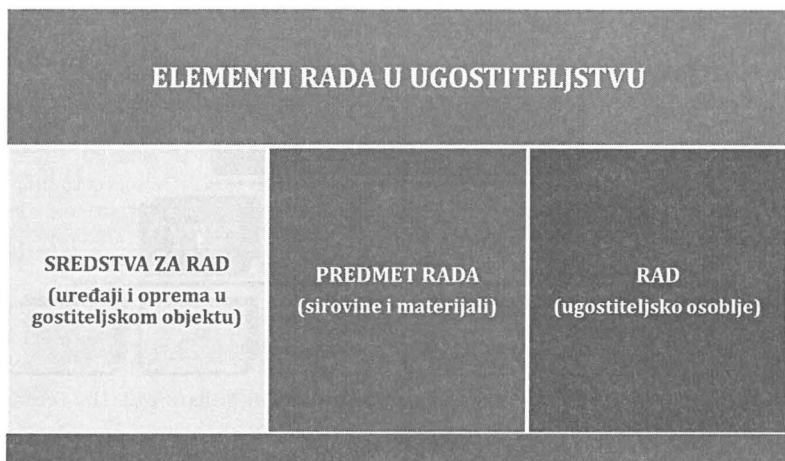 ELEMENTI RADA U UGOSTITELJSTVU
SREDSTVA ZA RAD
(uređaji i oprema u
gostiteljskom objektu)
PREDMET RADA
(sirovine i materijali)
RAD
(ugostiteljsko osoblje)